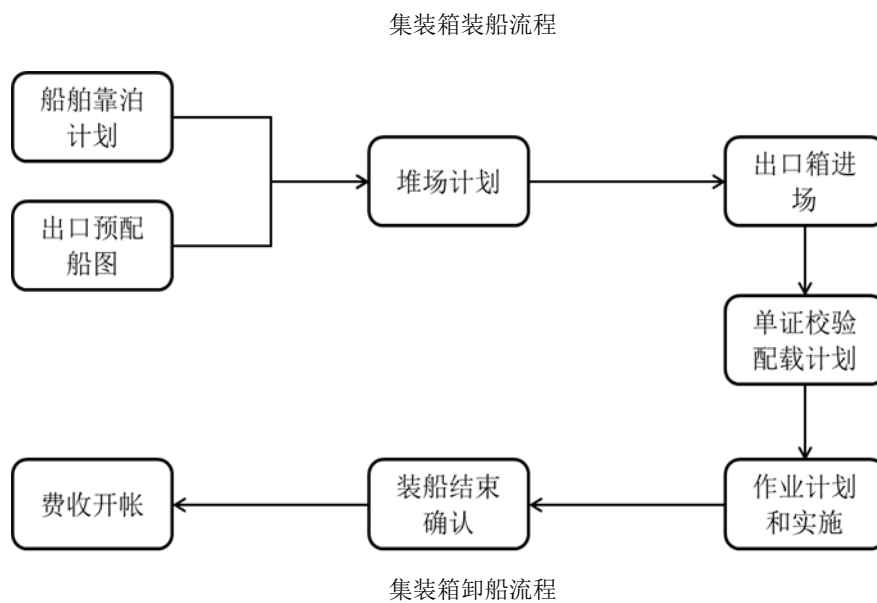 集装箱装船流程
船舶靠泊
计划
出口预配
船图
堆场计划
出口箱进
场
单证校验
配载计划
作业计划
和实施
装船结束
确认
费收开帐
集装箱卸船流程